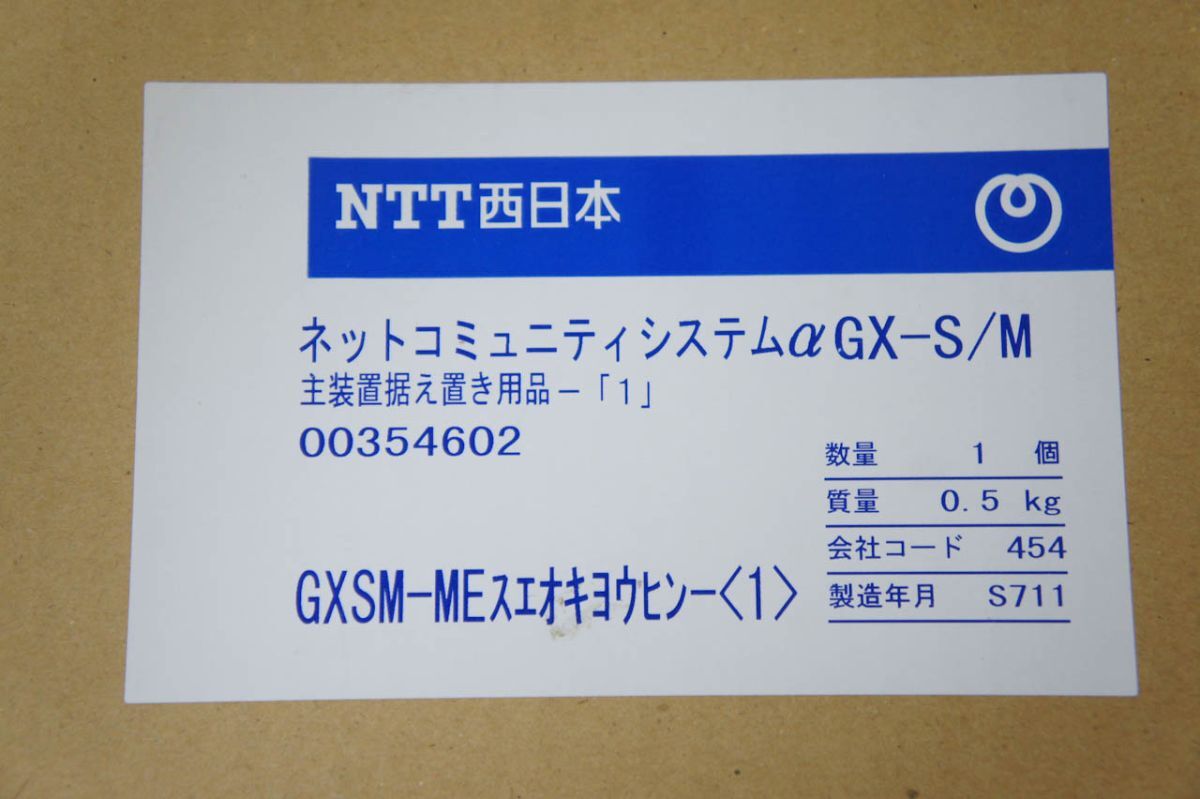 NTT西日本
ネットコミュニティシステムαGX-S/M
主装置据え置き用品-「1」
00354602
数量 1 個
質量 0.5 kg
会社コード 454
製造年月 S711
GXSM-MEスエオキヨウヒンー〈1〉